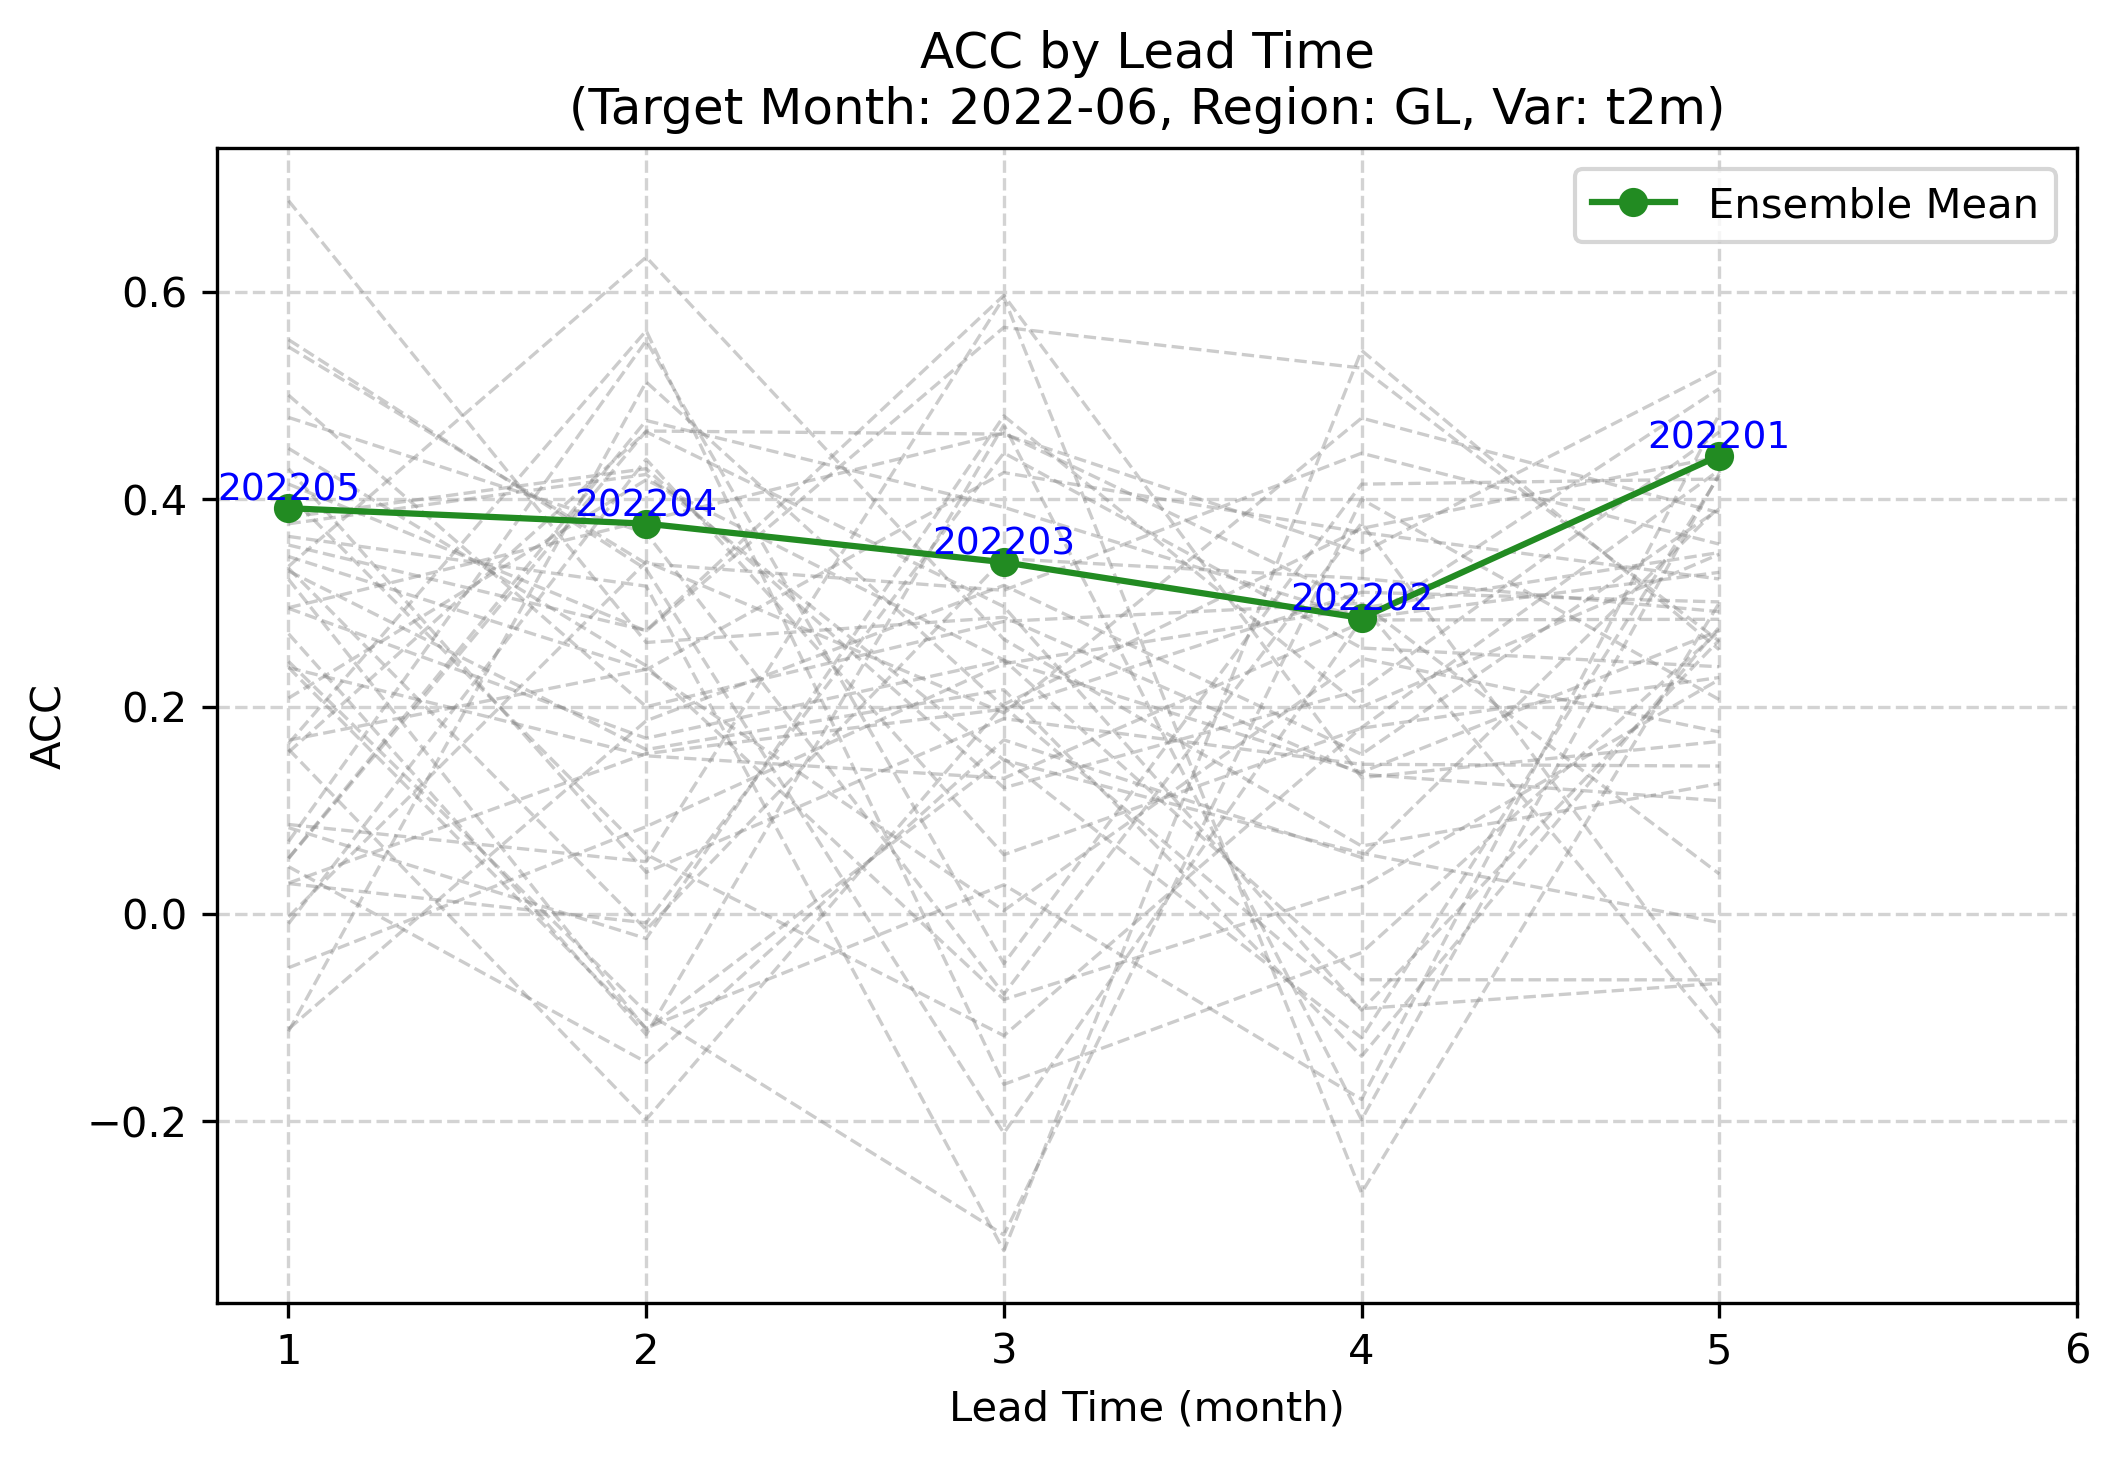 ACC by Lead Time
(Target Month: 2022-06, Region: GL, Var: t2m)
Ensemble Mean
0.6
0.4
0.2
0.0
−0.2
ACC
202205
202204
202203
202202
202201
1 2 3 4 5 6
Lead Time (month)